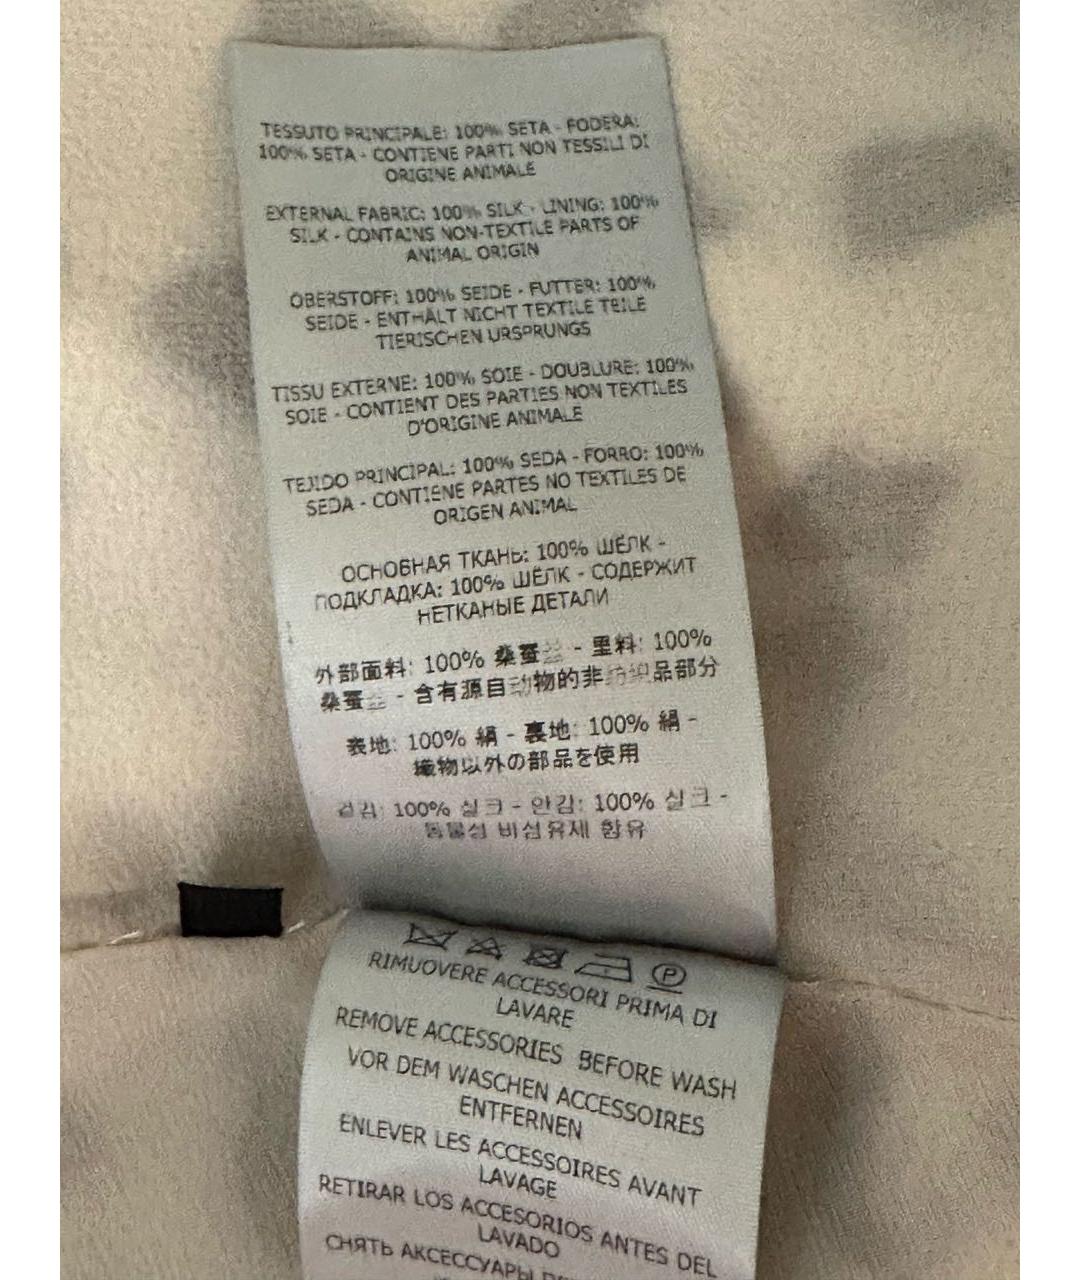 TESSUTO PRINCIPALE: 100% SETA - FODERA:
100% SETA - CONTIENE PARTI NON TESSILI DI
ORIGINE ANIMALE
EXTERNAL FABRIC: 100% SILK - LINING: 100%
SILK - CONTAINS NON-TEXTILE PARTS OF
ANIMAL ORIGIN
OBERSTOFF: 100% SEIDE - FUTTER: 100%
SEIDE - ENTHÄLT NICHT TEXTILE TEILE
TIERISCHEN URSPRUNGS
TISSU EXTERNE: 100% SOIE - DOUBLURE: 100%
SOIE - CONTIENT DES PARTIES NON TEXTILES
D'ORIGINE ANIMALE
TEJIDO PRINCIPAL: 100% SEDA - FORRO: 100%
SEDA - CONTIENE PARTES NO TEXTILES DE
ORIGEN ANIMAL
ОСНОВНАЯ ТКАНЬ: 100% ШЁЛК -
ПОДКЛАДКА: 100% ШЁЛК - СОДЕРЖИТ
НЕТКАНЫЕ ДЕТАЛИ
外部面料: 100% 桑蚕丝 - 里料: 100%
桑蚕丝 - 含有源自动物的非纺织品部分
表地: 100% 絹 - 裏地: 100% 絹 -
織物以外の部品を使用
겉감: 100% 실크 - 안감: 100% 실크 -
동물성 비섬유제 함유
P
RIMUOVERE ACCESSORI PRIMA DI
LAVARE
REMOVE ACCESSORIES BEFORE WASH
VOR DEM WASCHEN ACCESSOIRES
ENTFERNEN
ENLEVER LES ACCESSOIRES AVANT
LAVAGE
RETIRAR LOS ACCESORIOS ANTES DEL
LAVADO
СНЯТЬ АКСЕССУАРЫ